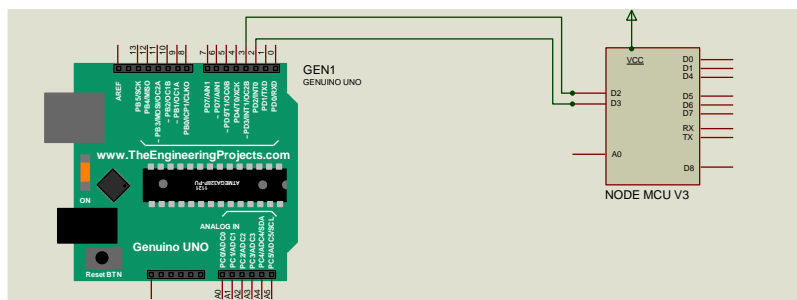 13
12
11
10
9
8
7
6
5
4
3
2
1
0
GEN1
GENUINO UNO
AREF
PB5/SCK
PB4/MISO
~ PB3/MOSI/OC2A
~ PB2/OC1B
~ PB1/OC1A
PB0/ICP1/CLKO
PD7/AIN1
~ PD7/AIN1
~ PD5/T1/OC0B
PD4/T0/XCK
~ PD3/INT1/OC2B
PD2/INT0
PD1/TXD
PD0/RXD
www.TheEngineeringProjects.com
1121
ATMEGA328P-PU
ON
ANALOG IN
Genuino UNO
Reset BTN
PC0/ADC0
PC1/ADC1
PC2/ADC2
PC3/ADC3
PC4/ADC4/SDA
PC5/ADC5/SCL
A0
A1
A2
A3
A4
A5
VCC
D0
D1
D4
D2
D3
D5
D6
D7
RX
TX
A0
D8
NODE MCU V3